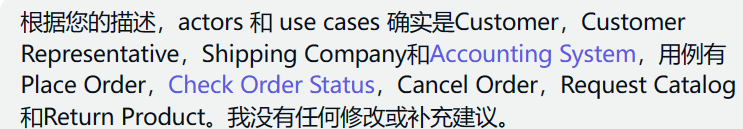 根据您的描述，actors 和 use cases 确实是Customer，Customer
Representative，Shipping Company和Accounting System，用例有
Place Order，Check Order Status，Cancel Order，Request Catalog
和Return Product。我没有任何修改或补充建议。